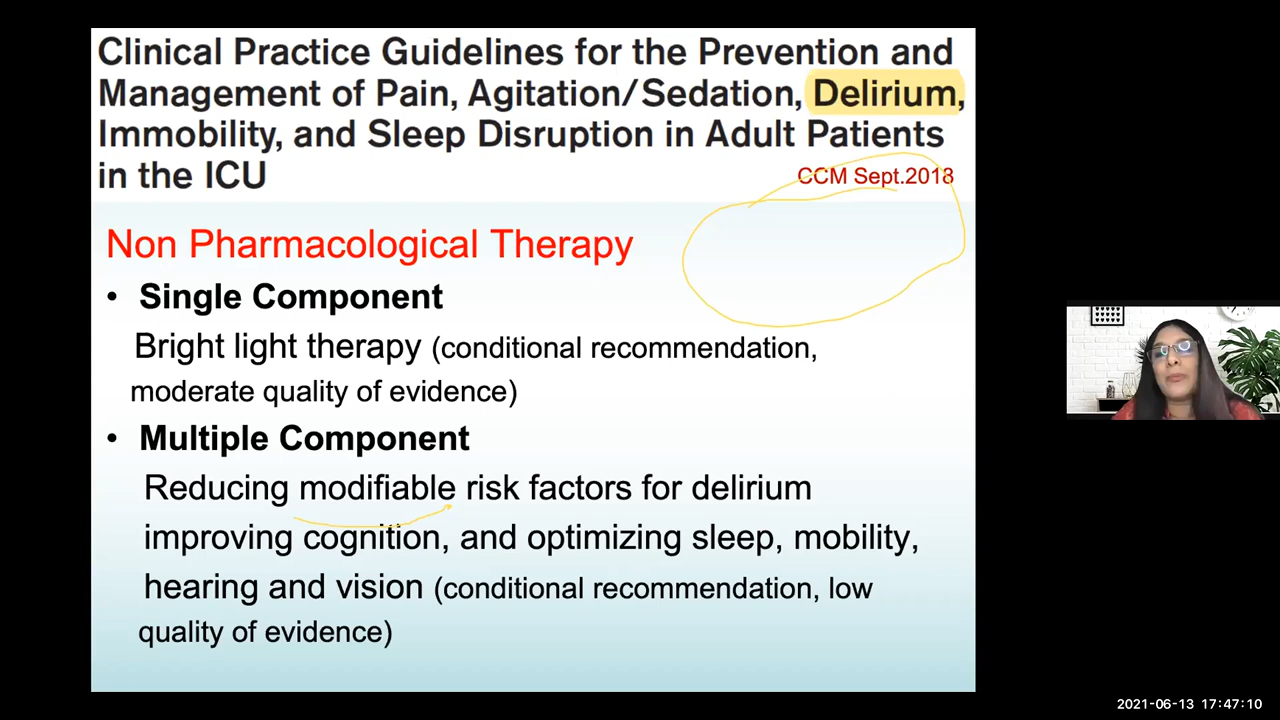 Clinical Practice Guidelines for the Prevention and
Management of Pain, Agitation/Sedation, Delirium,
Immobility, and Sleep Disruption in Adult Patients
in the ICU
CCM Sept.2018
Non Pharmacological Therapy
• Single Component
Bright light therapy (conditional recommendation,
moderate quality of evidence)
• Multiple Component
Reducing modifiable risk factors for delirium
improving cognition, and optimizing sleep, mobility,
hearing and vision (conditional recommendation, low
quality of evidence)
2021-06-13 17:47:10